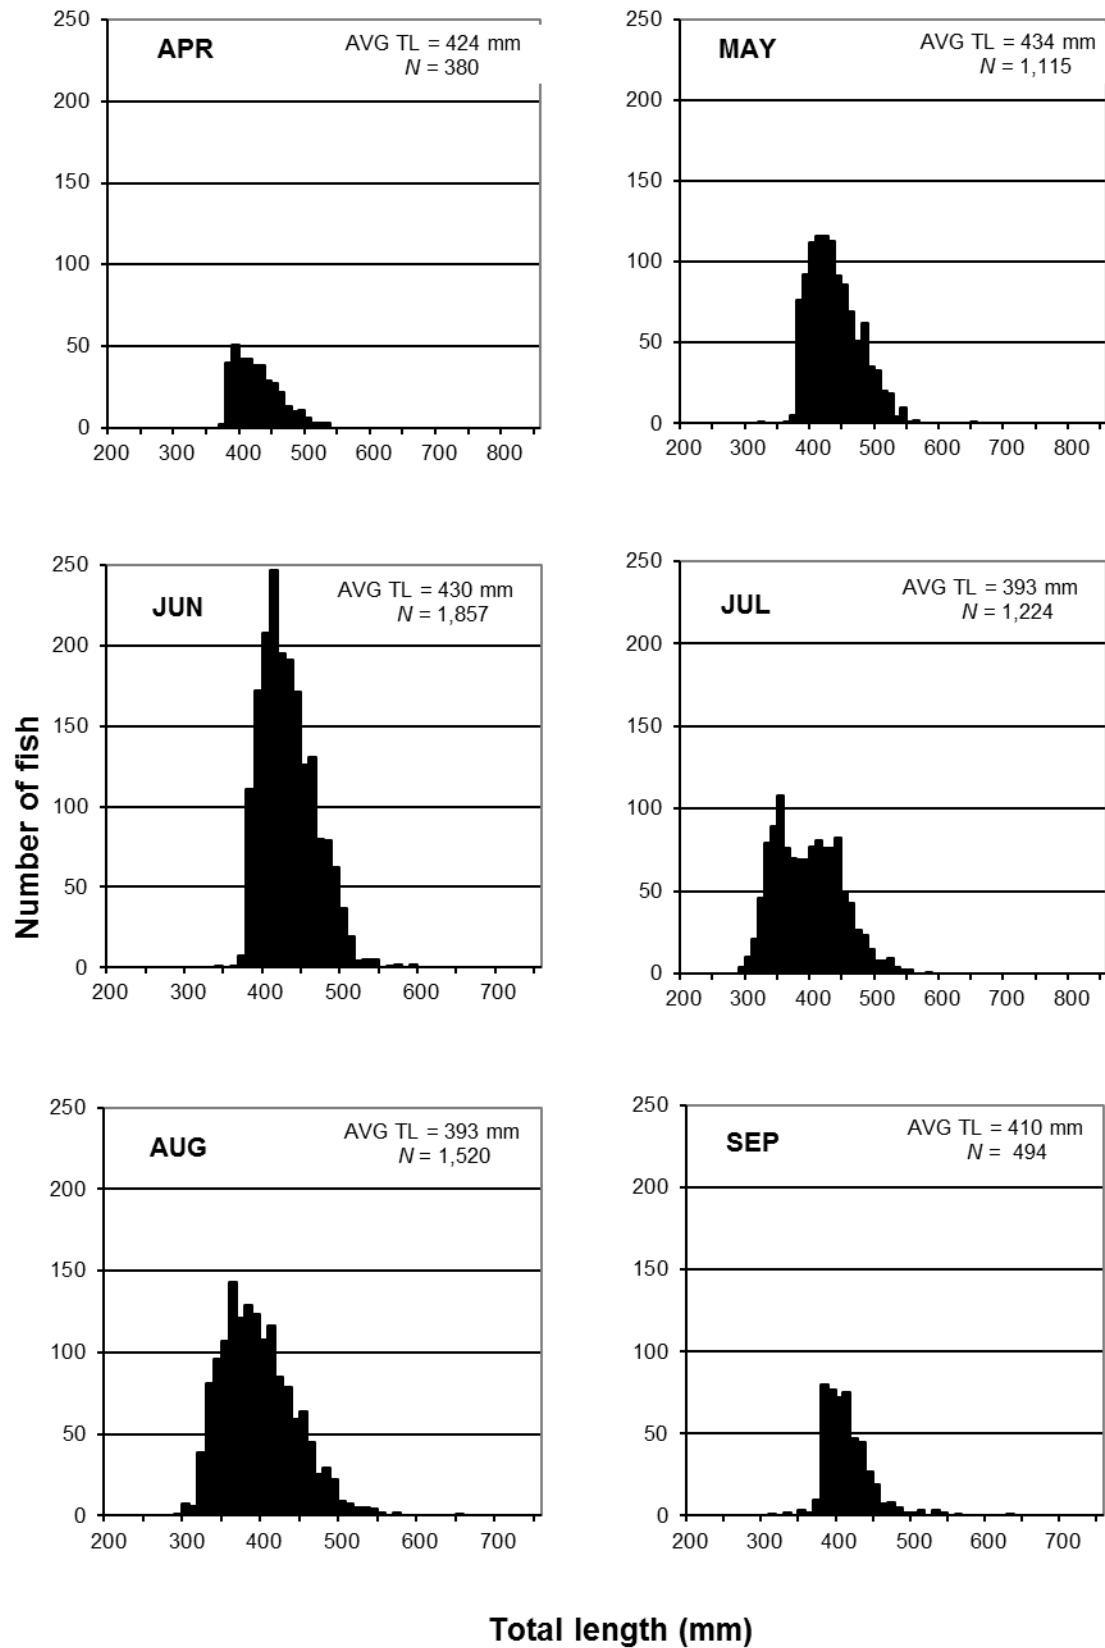 APR
AVG TL = 424 mm
N = 380
250
200
150
100
50
0
200 300 400 500 600 700 800
MAY
AVG TL = 434 mm
N = 1,115
250
200
150
100
50
0
200 300 400 500 600 700 800
JUN
AVG TL = 430 mm
N = 1,857
250
200
150
100
50
0
200 300 400 500 600 700
JUL
AVG TL = 393 mm
N = 1,224
250
200
150
100
50
0
200 300 400 500 600 700 800
Number of fish
AUG
AVG TL = 393 mm
N = 1,520
250
200
150
100
50
0
200 300 400 500 600 700
SEP
AVG TL = 410 mm
N = 494
250
200
150
100
50
0
200 300 400 500 600 700
Total length (mm)